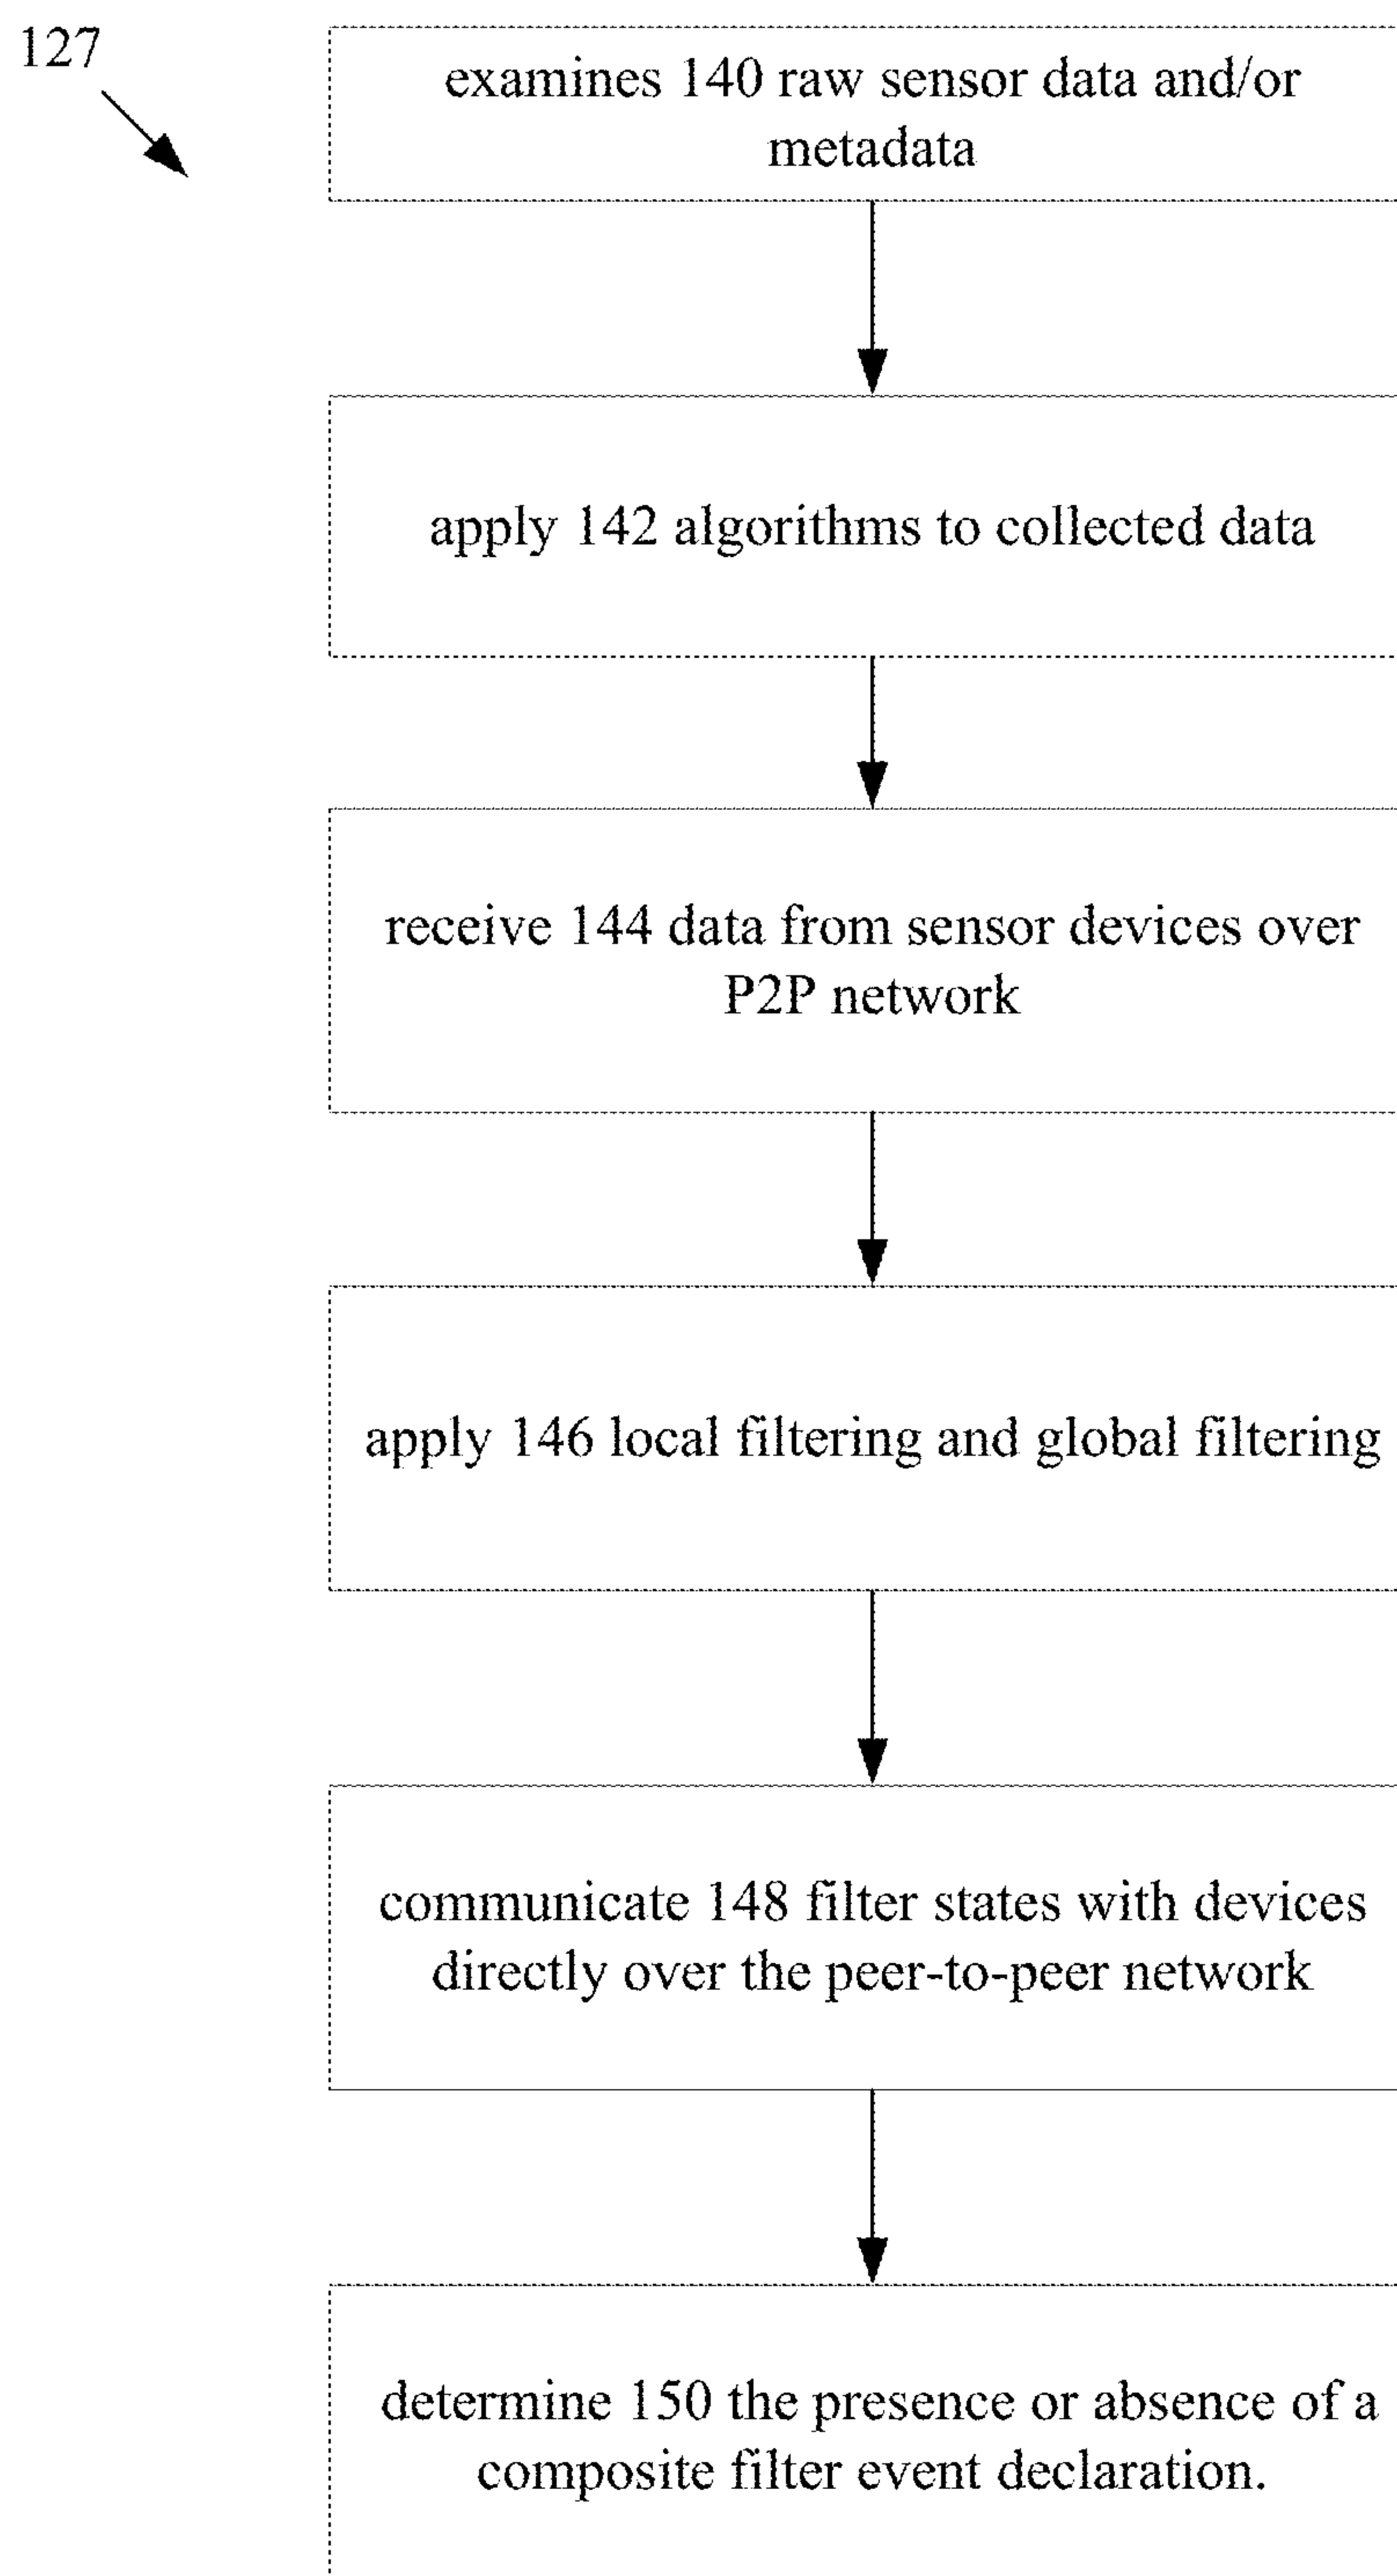 127
examines 140 raw sensor data and/or
metadata
apply 142 algorithms to collected data
receive 144 data from sensor devices over
P2P network
apply 146 local filtering and global filtering
communicate 148 filter states with devices
directly over the peer-to-peer network
determine 150 the presence or absence of a
composite filter event declaration.